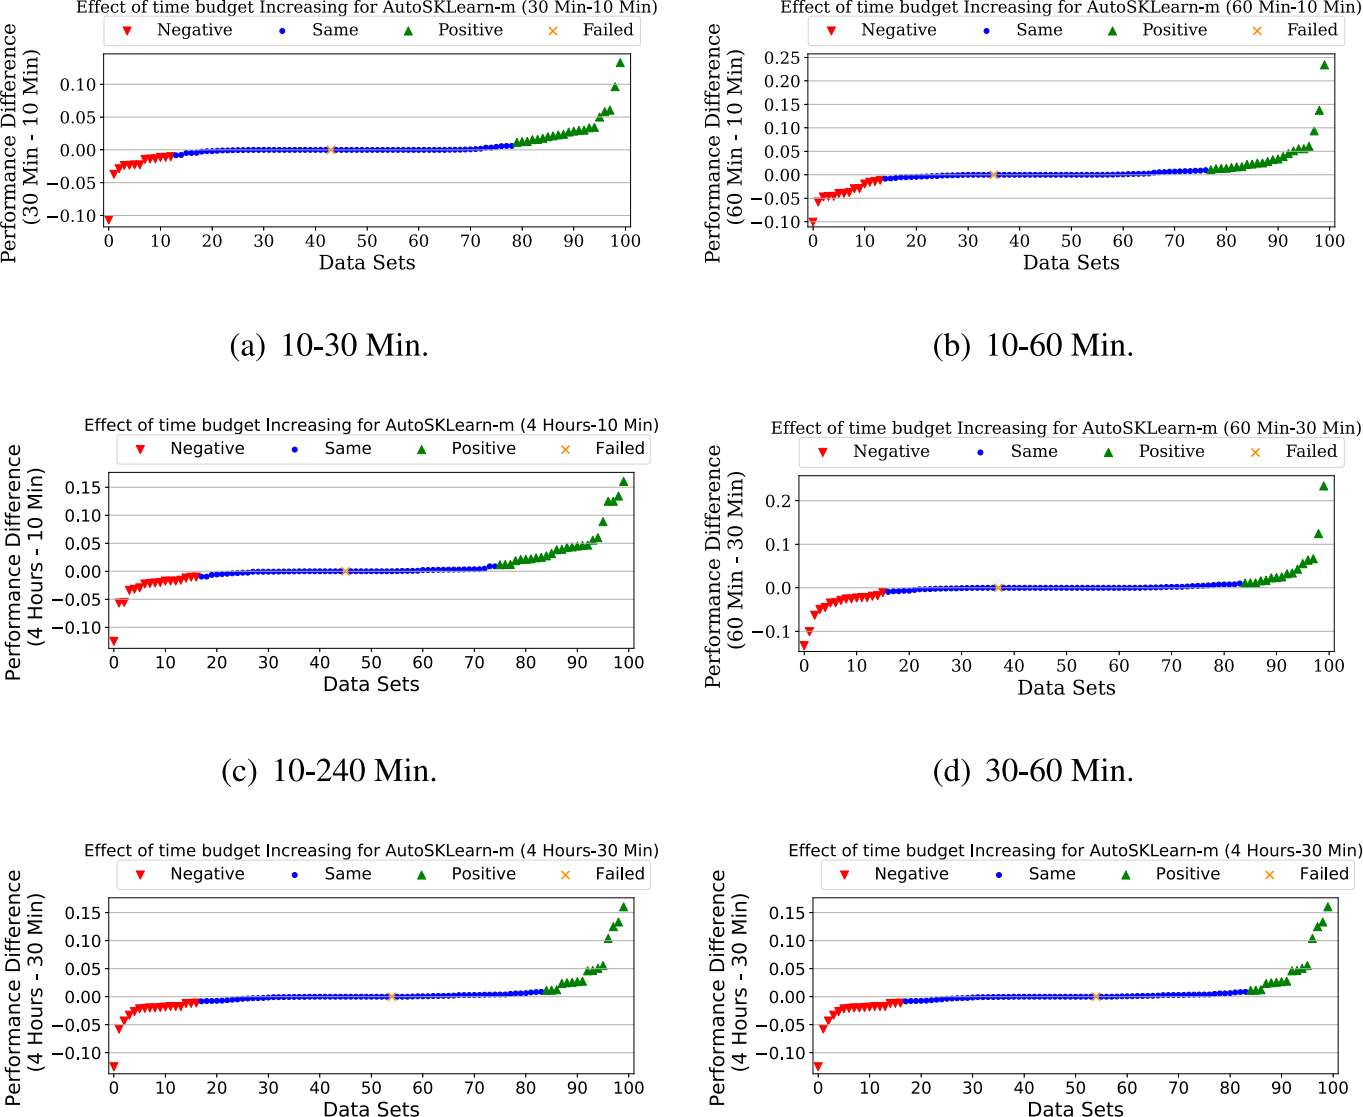 Effect of time budget Increasing for AutoSKLearn-m (30 Min-10 Min)
Negative Same Positive Failed
Performance Difference
(30 Min - 10 Min)
0.10
0.05
0.00
−0.05
−0.10
0 10 20 30 40 50 60 70 80 90 100
Data Sets
(a) 10-30 Min.
Effect of time budget Increasing for AutoSKLearn-m (60 Min-10 Min)
Negative Same Positive Failed
Performance Difference
(60 Min - 10 Min)
0.25
0.20
0.15
0.10
0.05
0.00
−0.05
−0.10
0 10 20 30 40 50 60 70 80 90 100
Data Sets
(b) 10-60 Min.
Effect of time budget Increasing for AutoSKLearn-m (4 Hours-10 Min)
Negative Same Positive Failed
Performance Difference
(4 Hours - 10 Min)
0.15
0.10
0.05
0.00
−0.05
−0.10
0 10 20 30 40 50 60 70 80 90 100
Data Sets
(c) 10-240 Min.
Effect of time budget Increasing for AutoSKLearn-m (60 Min-30 Min)
Negative Same Positive Failed
Performance Difference
(60 Min - 30 Min)
0.2
0.1
0.0
−0.1
0 10 20 30 40 50 60 70 80 90 100
Data Sets
(d) 30-60 Min.
Effect of time budget Increasing for AutoSKLearn-m (4 Hours-30 Min)
Negative Same Positive Failed
Performance Difference
(4 Hours - 30 Min)
0.15
0.10
0.05
0.00
−0.05
−0.10
0 10 20 30 40 50 60 70 80 90 100
Data Sets
Effect of time budget Increasing for AutoSKLearn-m (4 Hours-30 Min)
Negative Same Positive Failed
Performance Difference
(4 Hours - 30 Min)
0.15
0.10
0.05
0.00
−0.05
−0.10
0 10 20 30 40 50 60 70 80 90 100
Data Sets